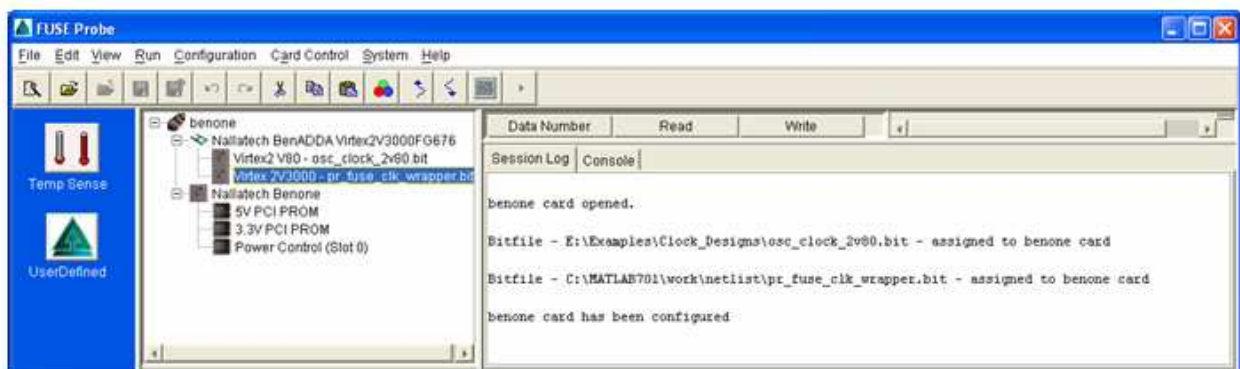 FUSE Probe
File Edit View Run Configuration Card Control System Help
Temp Sense
UserDefined
benone
Nallatech BenADDA Virtex2V3000FG676
Virtex2 V80 - osc_clock_2v80.bit
Virtex 2V3000 - pr_fuse_clk_wrapper.bit
Nallatech Benone
5V PCI PROM
3.3V PCI PROM
Power Control (Slot 0)
Data Number Read Write
Session Log Console
benone card opened.
Bitfile - E:\Examples\Clock_Designs\osc_clock_2v80.bit - assigned to benone card
Bitfile - C:\MATLAB701\work\netlist\pr_fuse_clk_wrapper.bit - assigned to benone card
benone card has been configured